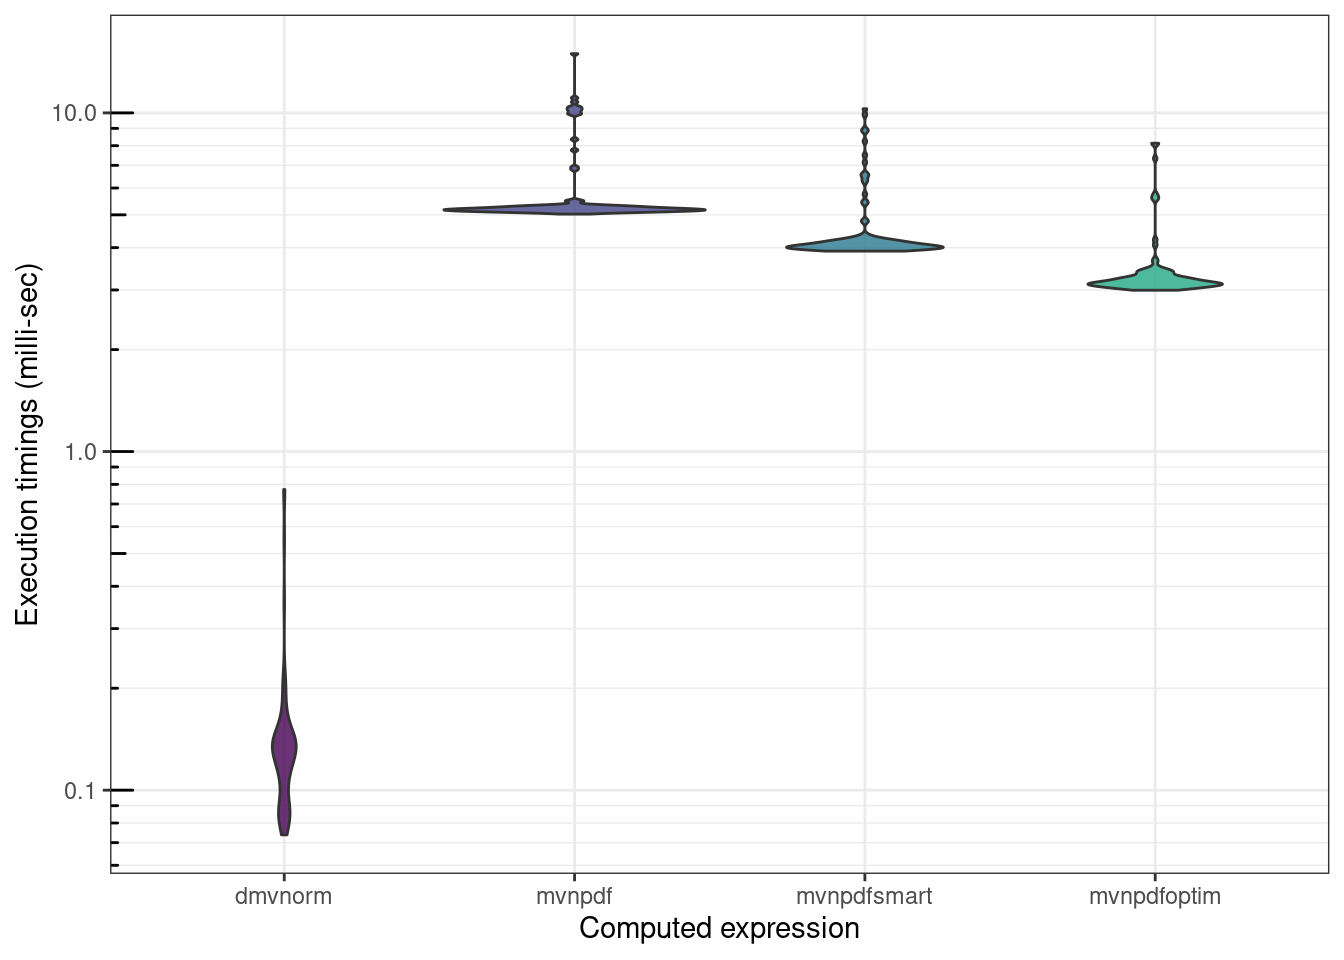 Execution timings (milli-sec)
10.0
1.0
0.1
dmvnorm
mvnpdf
mvnpdfsmart
mvnpdfoptim
Computed expression